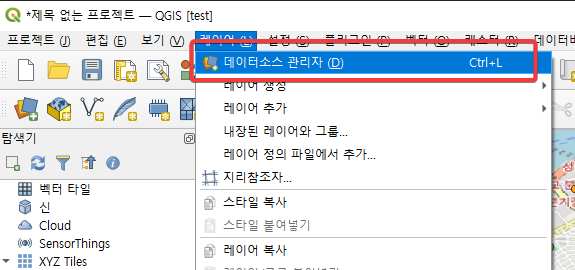 *제목 없는 프로젝트 — QGIS [test]
프로젝트 (J) 편집 (E) 보기 (V) 레이어 (L) 설정 (S) 플러그인 (P) 벡터 (O) 래스터 (R) 데이터베
데이터소스 관리자 (D) Ctrl+L
레이어 생성
레이어 추가
내장된 레이어와 그룹...
레이어 정의 파일에서 추가...
지리참조자...
스타일 복사
스타일 붙여넣기
레이어 복사
탐색기
벡터 타일
신
Cloud
SensorThings
XYZ Tiles